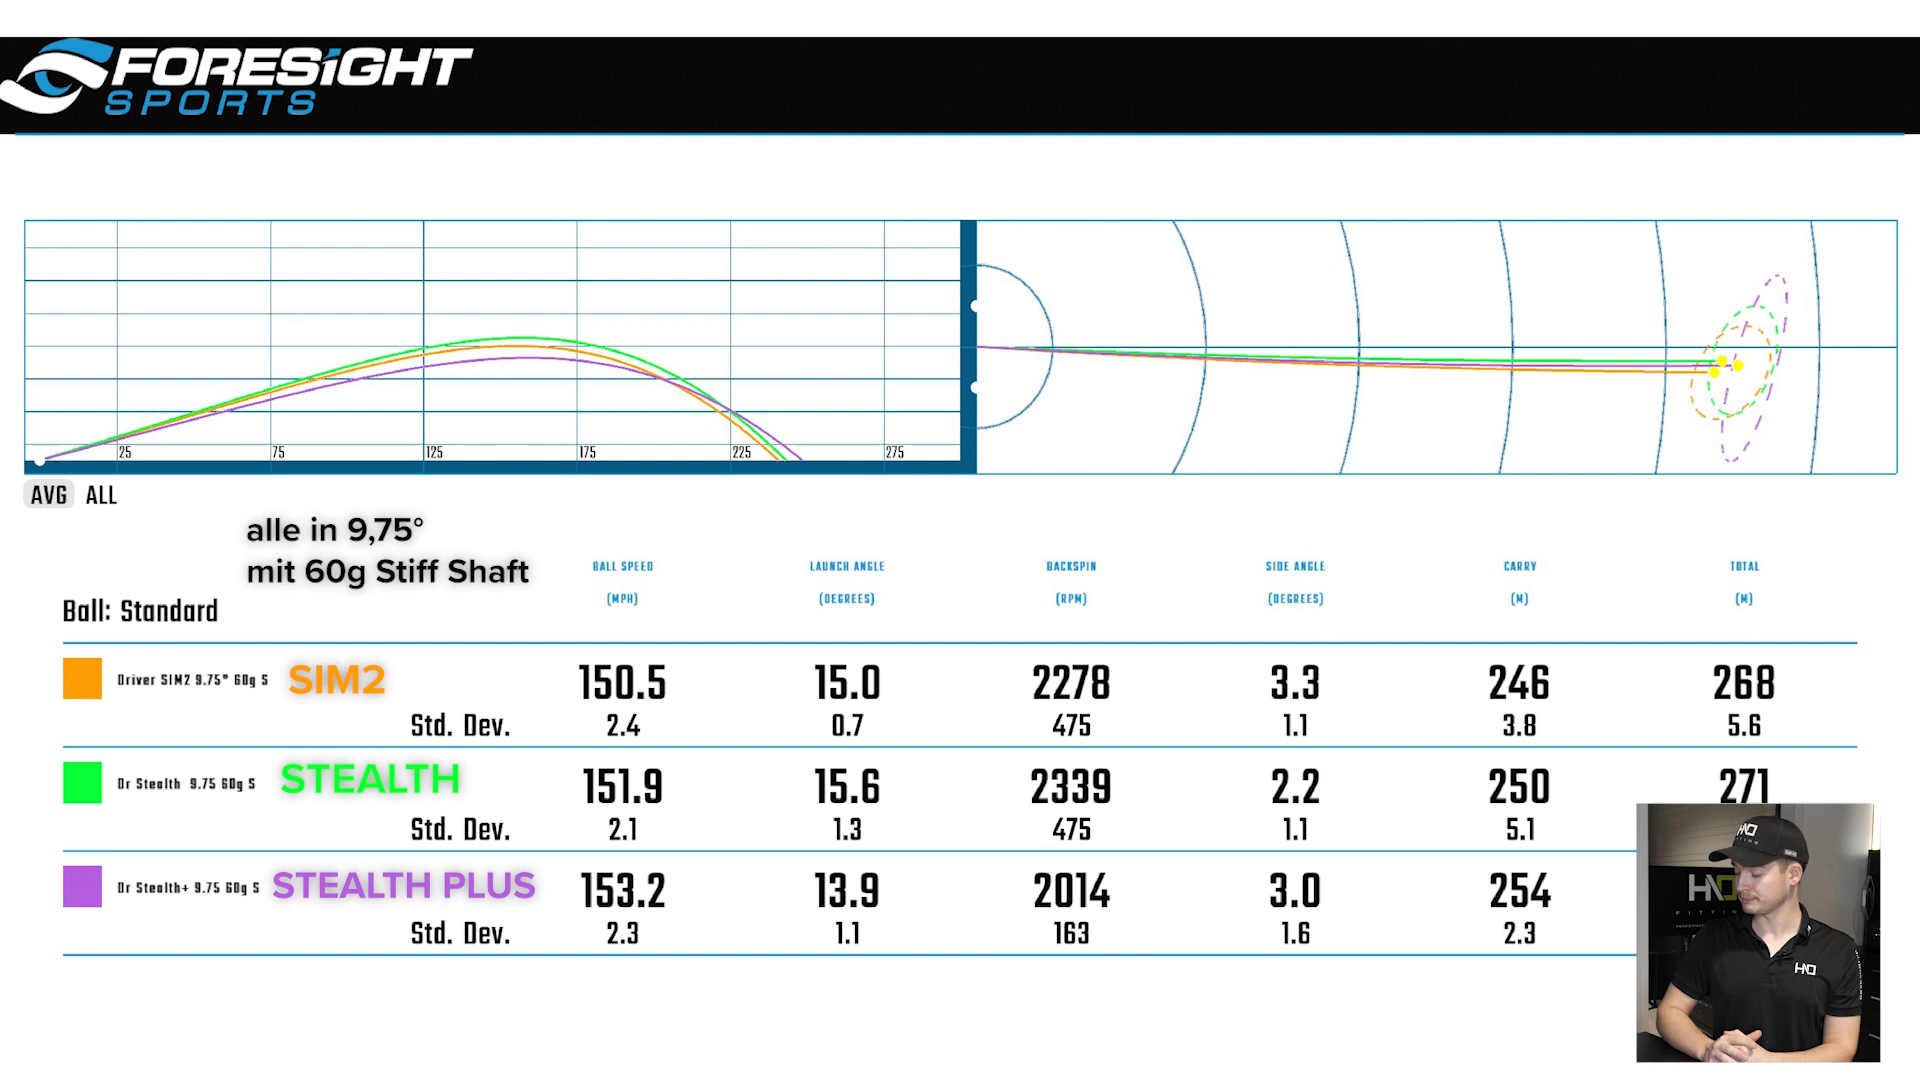 FORESiGHT
SPORTS
25 75 125 175 225 275
AVG ALL
alle in 9,75°
mit 60g Stiff Shaft
Ball: Standard
BALL SPEED LAUNCH ANGLE BACKSPIN SIDE ANGLE CARRY TOTAL
(MPH) (DEGREES) (RPM) (DEGREES) (M) (M)
Driver SIM2 9.75° 60g S SIM2 150.5 15.0 2278 3.3 246 268
Std. Dev. 2.4 0.7 475 1.1 3.8 5.6
Dr Stealth 9.75 60g S STEALTH 151.9 15.6 2339 2.2 250 271
Std. Dev. 2.1 1.3 475 1.1 5.1
Dr Stealth+ 9.75 60g S STEALTH PLUS 153.2 13.9 2014 3.0 254
Std. Dev. 2.3 1.1 163 1.6 2.3
HNO
FITTING
HNO